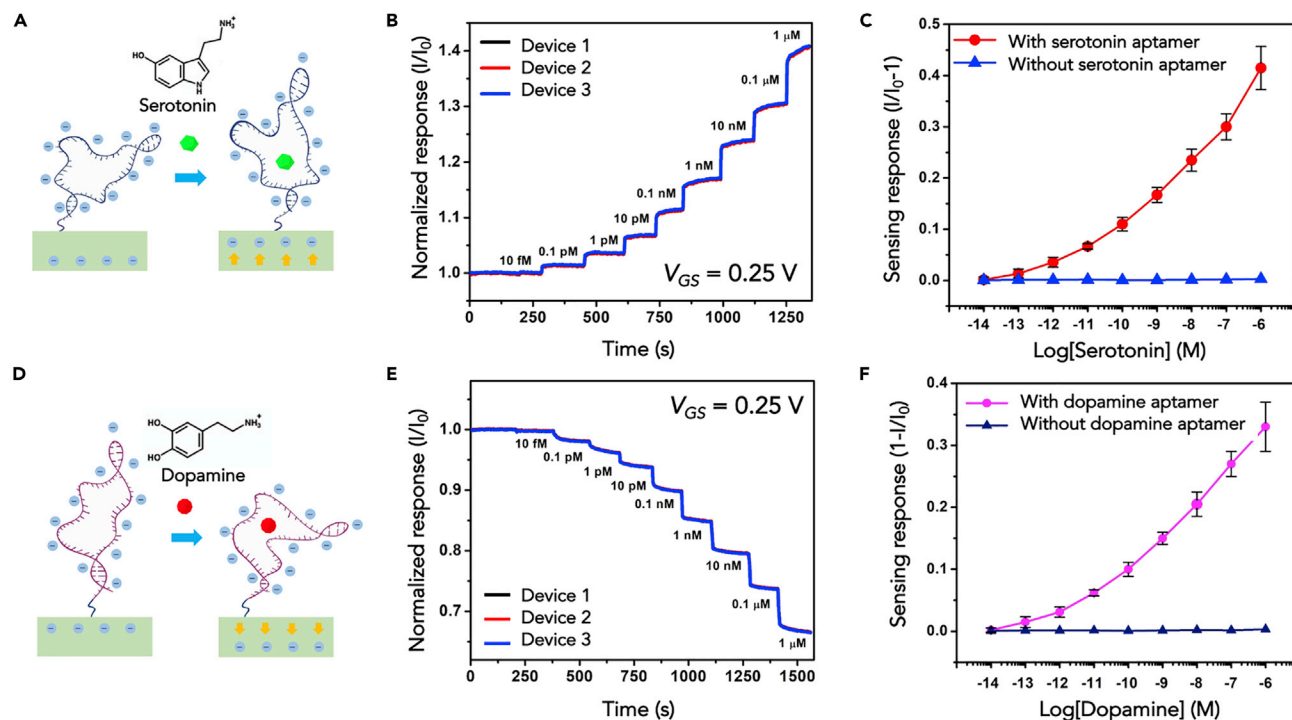 A
HO
NH₃⁺
N
H
Serotonin
B
Normalized response (I/I₀)
1.4
1.3
1.2
1.1
1.0
Device 1
Device 2
Device 3
10 fM
0.1 pM
1 pM
10 pM
0.1 nM
1 nM
10 nM
0.1 μM
1 μM
V_GS = 0.25 V
0 250 500 750 1000 1250
Time (s)
C
Sensing response (I/I₀-1)
0.4
0.3
0.2
0.1
0.0
With serotonin aptamer
Without serotonin aptamer
-14 -13 -12 -11 -10 -9 -8 -7 -6
Log[Serotonin] (M)
D
HO
HO
NH₃⁺
Dopamine
E
Normalized response (I/I₀)
1.0
0.9
0.8
0.7
V_GS = 0.25 V
10 fM
0.1 pM
1 pM
10 pM
0.1 nM
1 nM
10 nM
0.1 μM
1 μM
Device 1
Device 2
Device 3
0 250 500 750 1000 1250 1500
Time (s)
F
Sensing response (1-I/I₀)
0.4
0.3
0.2
0.1
0.0
With dopamine aptamer
Without dopamine aptamer
-14 -13 -12 -11 -10 -9 -8 -7 -6
Log[Dopamine] (M)